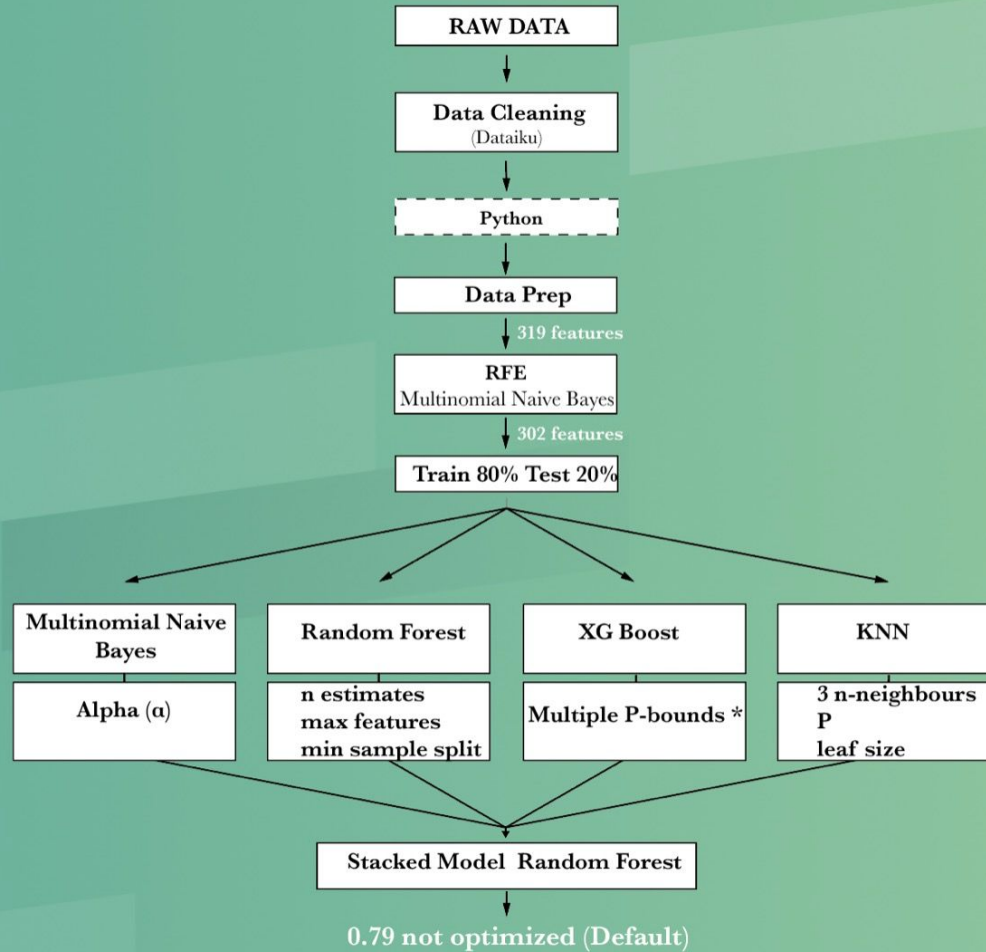 RAW DATA
Data Cleaning
(Dataiku)
Python
Data Prep
319 features
RFE
Multinomial Naive Bayes
302 features
Train 80% Test 20%
Multinomial Naive
Bayes
Random Forest
XG Boost
KNN
Alpha (α)
n estimates
max features
min sample split
Multiple P-bounds *
3 n-neighbours
P
leaf size
Stacked Model Random Forest
0.79 not optimized (Default)